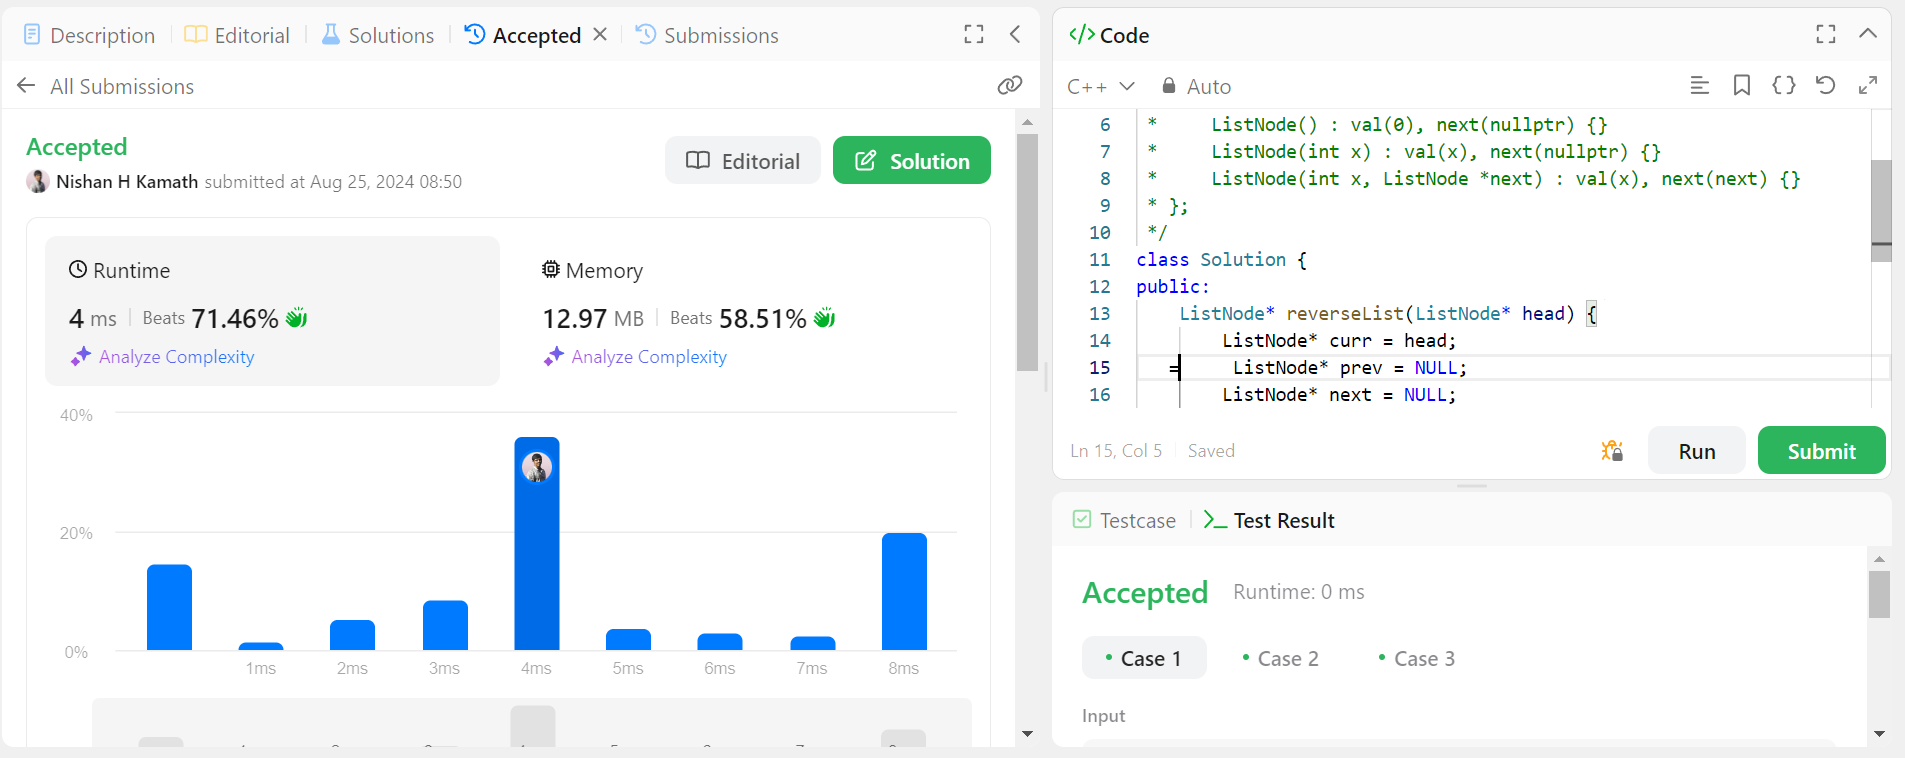 Description Editorial Solutions Accepted Submissions
All Submissions
Accepted
Nishan H Kamath submitted at Aug 25, 2024 08:50
Editorial
Solution
Runtime
4 ms Beats 71.46%
Analyze Complexity
Memory
12.97 MB Beats 58.51%
Analyze Complexity
40%
20%
0%
1ms 2ms 3ms 4ms 5ms 6ms 7ms 8ms
</> Code
C++ Auto
6 * ListNode() : val(0), next(nullptr) {}
7 * ListNode(int x) : val(x), next(nullptr) {}
8 * ListNode(int x, ListNode *next) : val(x), next(next) {}
9 * };
10 */
11 class Solution {
12 public:
13 ListNode* reverseList(ListNode* head) {
14 ListNode* curr = head;
15 = ListNode* prev = NULL;
16 ListNode* next = NULL;
Ln 15, Col 5 Saved
Run
Submit
Testcase Test Result
Accepted Runtime: 0 ms
Case 1 Case 2 Case 3
Input